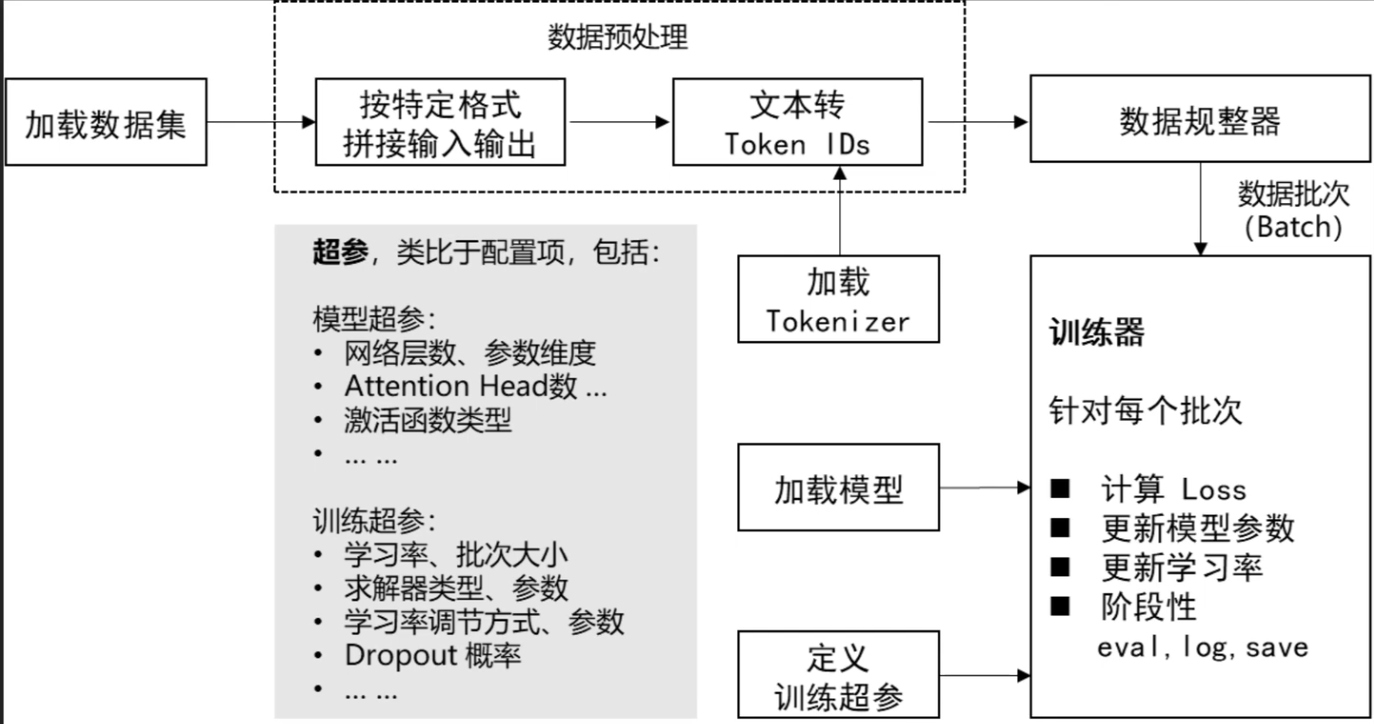 数据预处理
加载数据集
按特定格式
拼接输入输出
文本转
Token IDs
数据规整器
数据批次
（Batch）
加载
Tokenizer
超参，类比于配置项，包括：
模型超参：
• 网络层数、参数维度
• Attention Head数 ...
• 激活函数类型
• ... ...
训练超参：
• 学习率、批次大小
• 求解器类型、参数
• 学习率调节方式、参数
• Dropout 概率
• ... ...
加载模型
定义
训练超参
训练器
针对每个批次
■ 计算 Loss
■ 更新模型参数
■ 更新学习率
■ 阶段性
eval,log,save